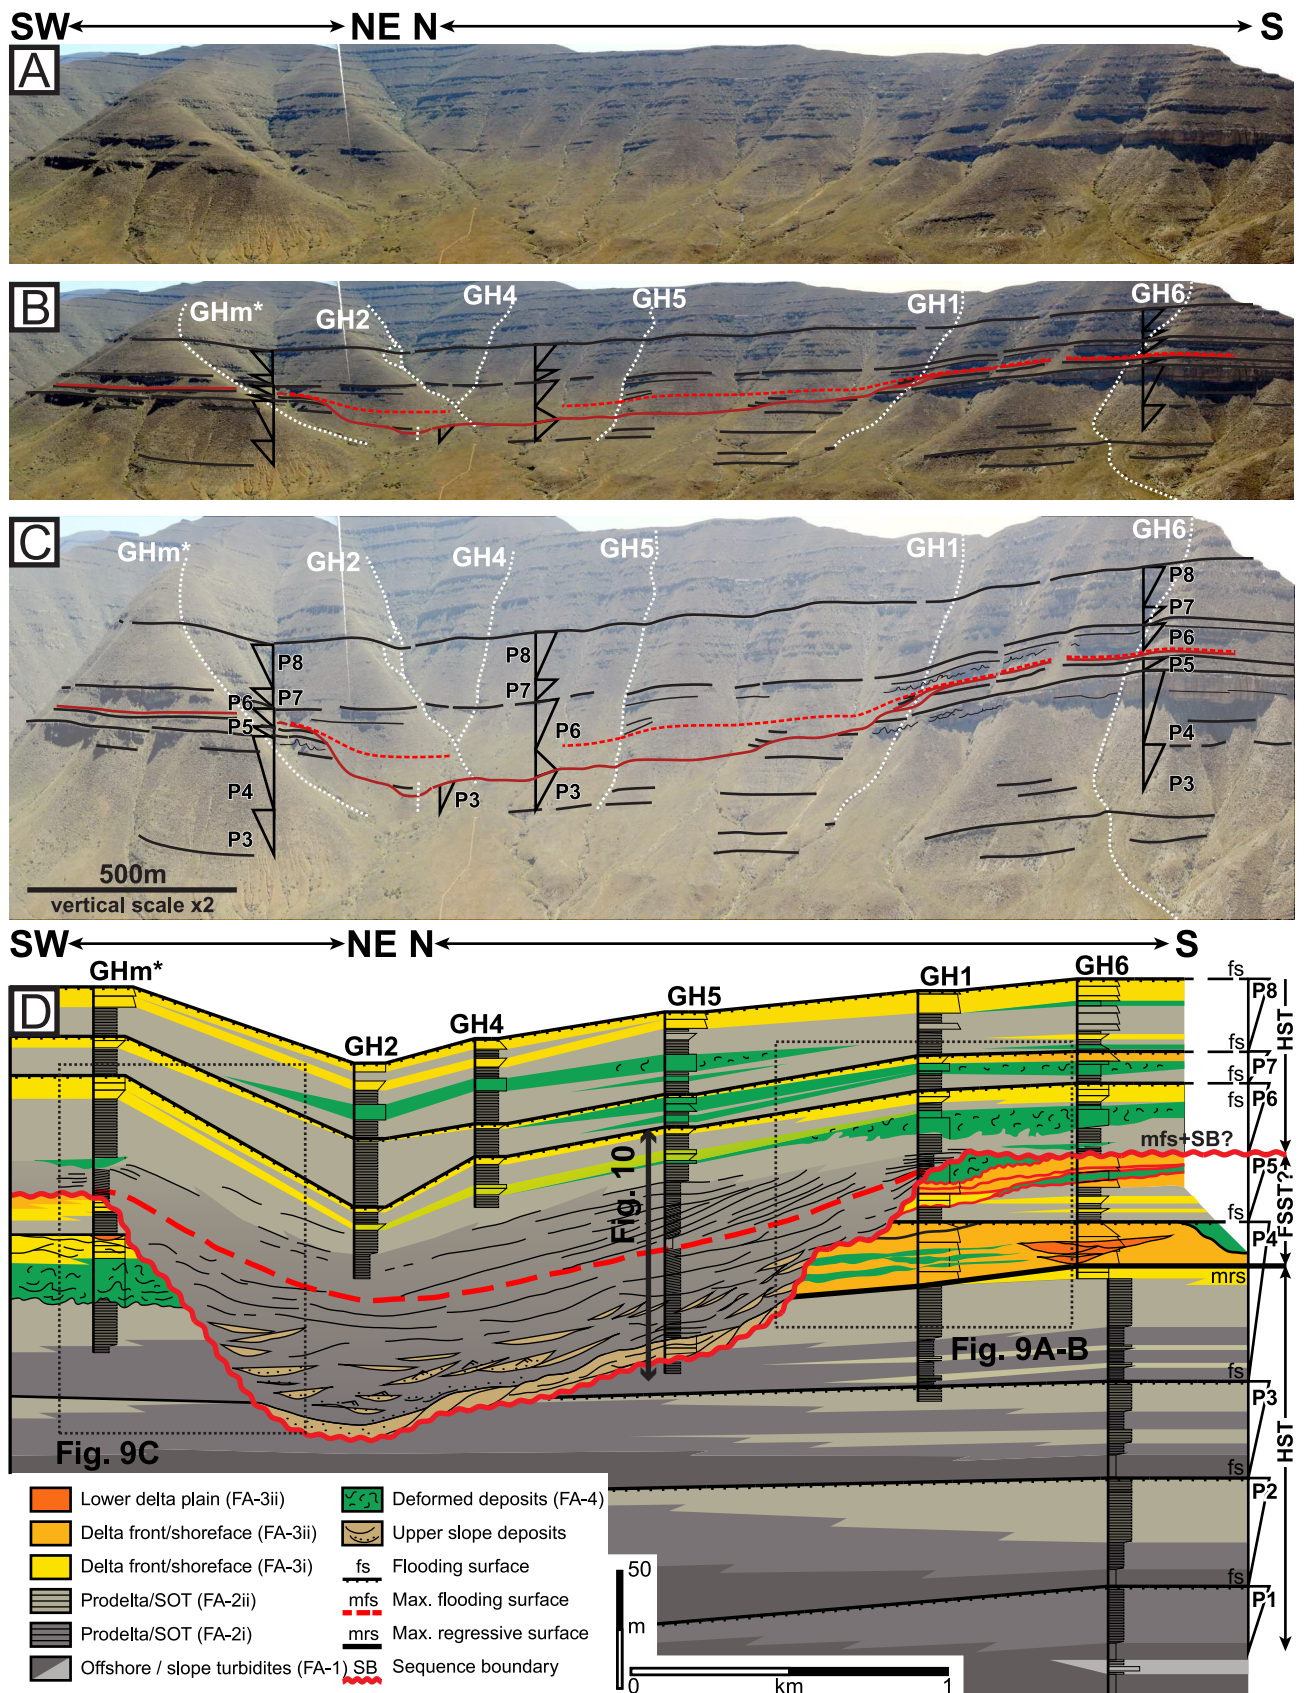 SW NE N S
A
B
GHm*
GH2
GH4
GH5
GH1
GH6
C
GHm*
GH2
GH4
GH5
GH1
GH6
P8
P7
P6
P5
P4
P3
P8
P7
P6
P5
P4
P3
P3
P8
P7
P6
P3
500m
vertical scale x2
SW NE N S
D
GHm*
GH2
GH4
GH5
GH1
GH6
fs
P8
HST
fs
P7
fs
P6
mfs+SB?
P5
FSST?
fs
P4
mrs
fs
P3
HST
fs
P2
fs
P1
Fig. 10
Fig. 9A-B
Fig. 9C
Lower delta plain (FA-3ii)
Delta front/shoreface (FA-3ii)
Delta front/shoreface (FA-3i)
Prodelta/SOT (FA-2ii)
Prodelta/SOT (FA-2i)
Offshore / slope turbidites (FA-1)
Deformed deposits (FA-4)
Upper slope deposits
fs Flooding surface
mfs Max. flooding surface
mrs Max. regressive surface
SB Sequence boundary
50
m
0 km 1